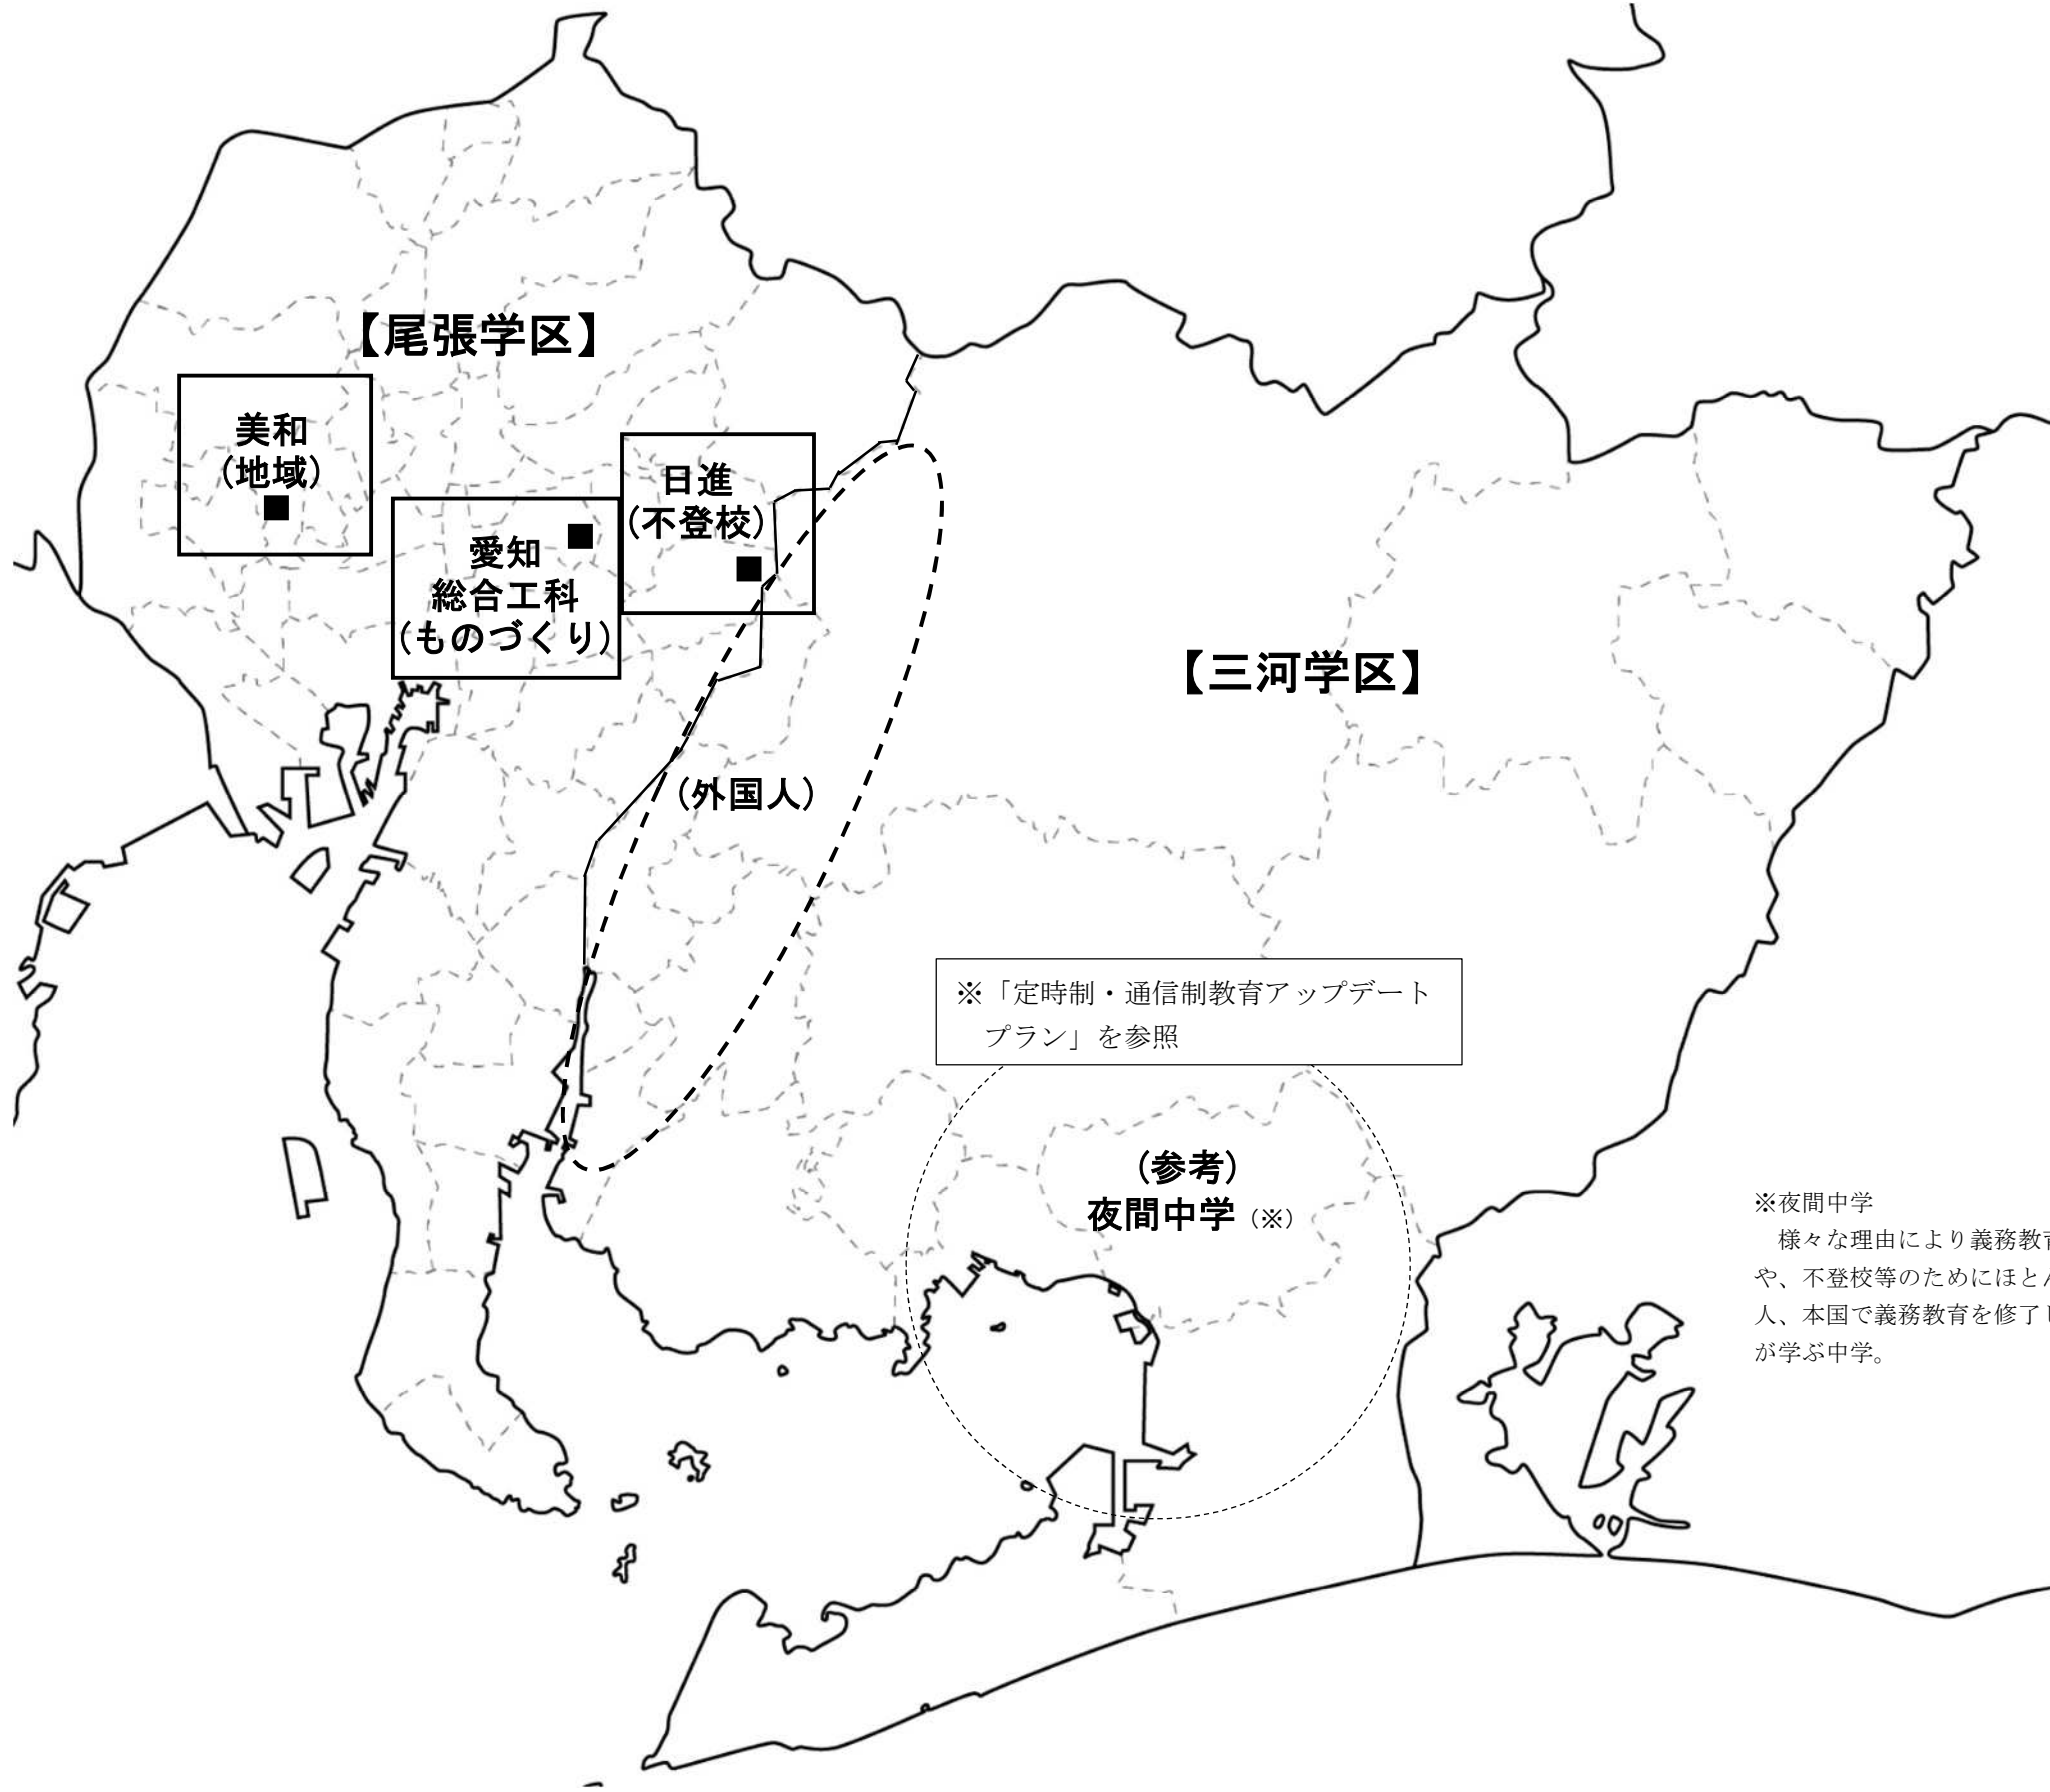 【尾張学区】
美和
（地域）
日進
（不登校）
愛知
総合工科
（ものづくり）
【三河学区】
（外国人）
※「定時制・通信制教育アップデート
プラン」を参照
（参考）
夜間中学（※）
※夜間中学
様々な理由により義務教育
や、不登校等のためにほとん
人、本国で義務教育を修了し
が学ぶ中学。